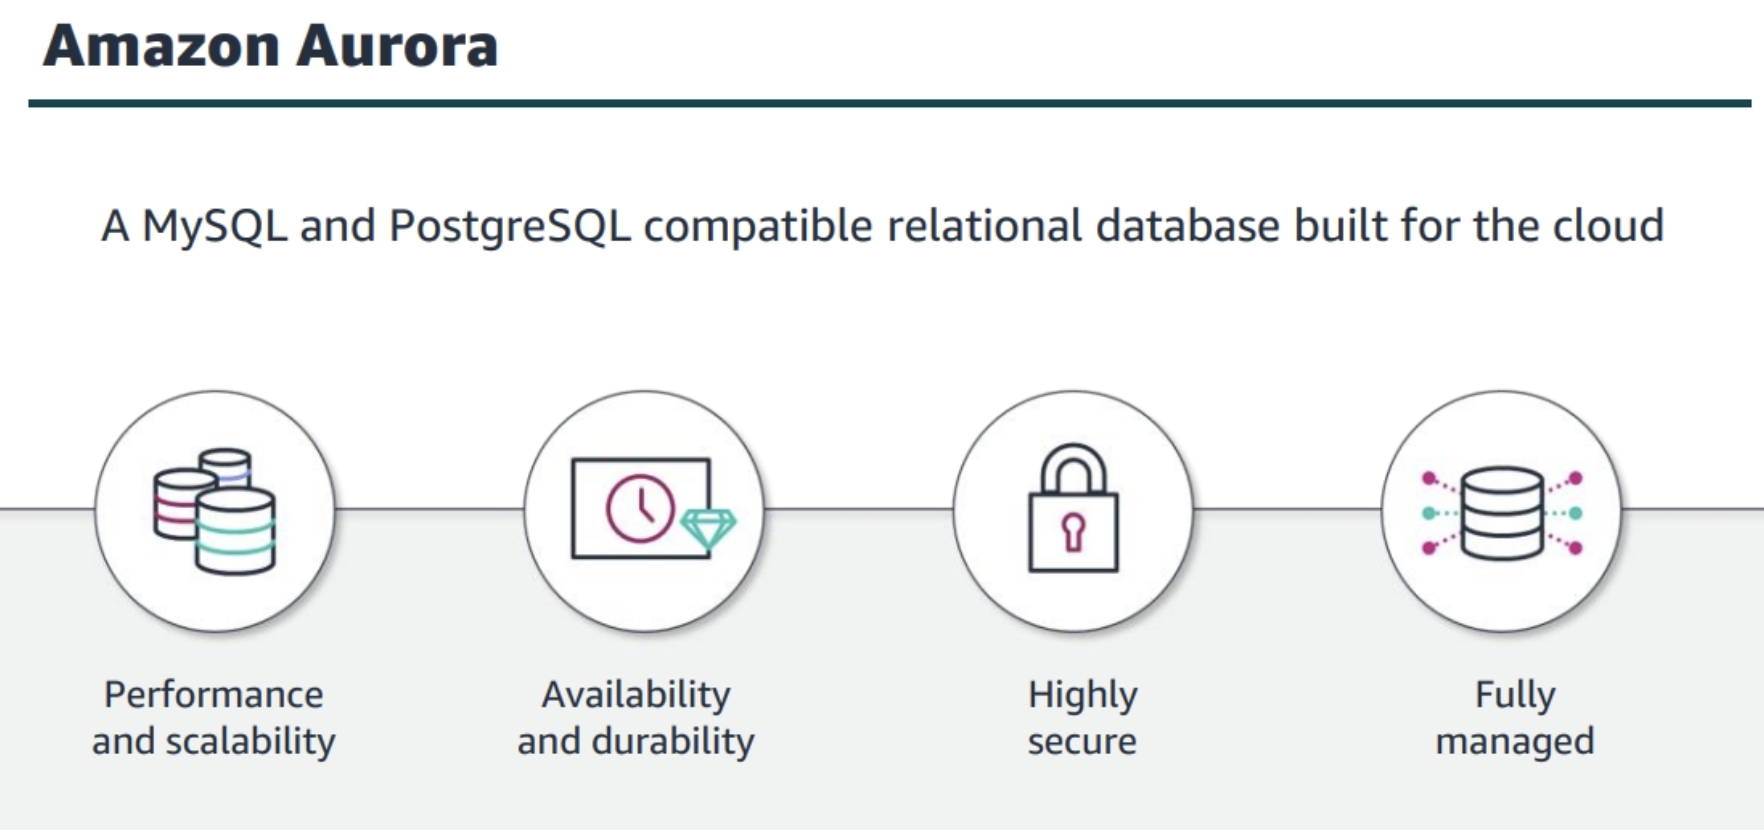 Amazon Aurora
A MySQL and PostgreSQL compatible relational database built for the cloud
Performance
and scalability
Availability
and durability
Highly
secure
Fully
managed